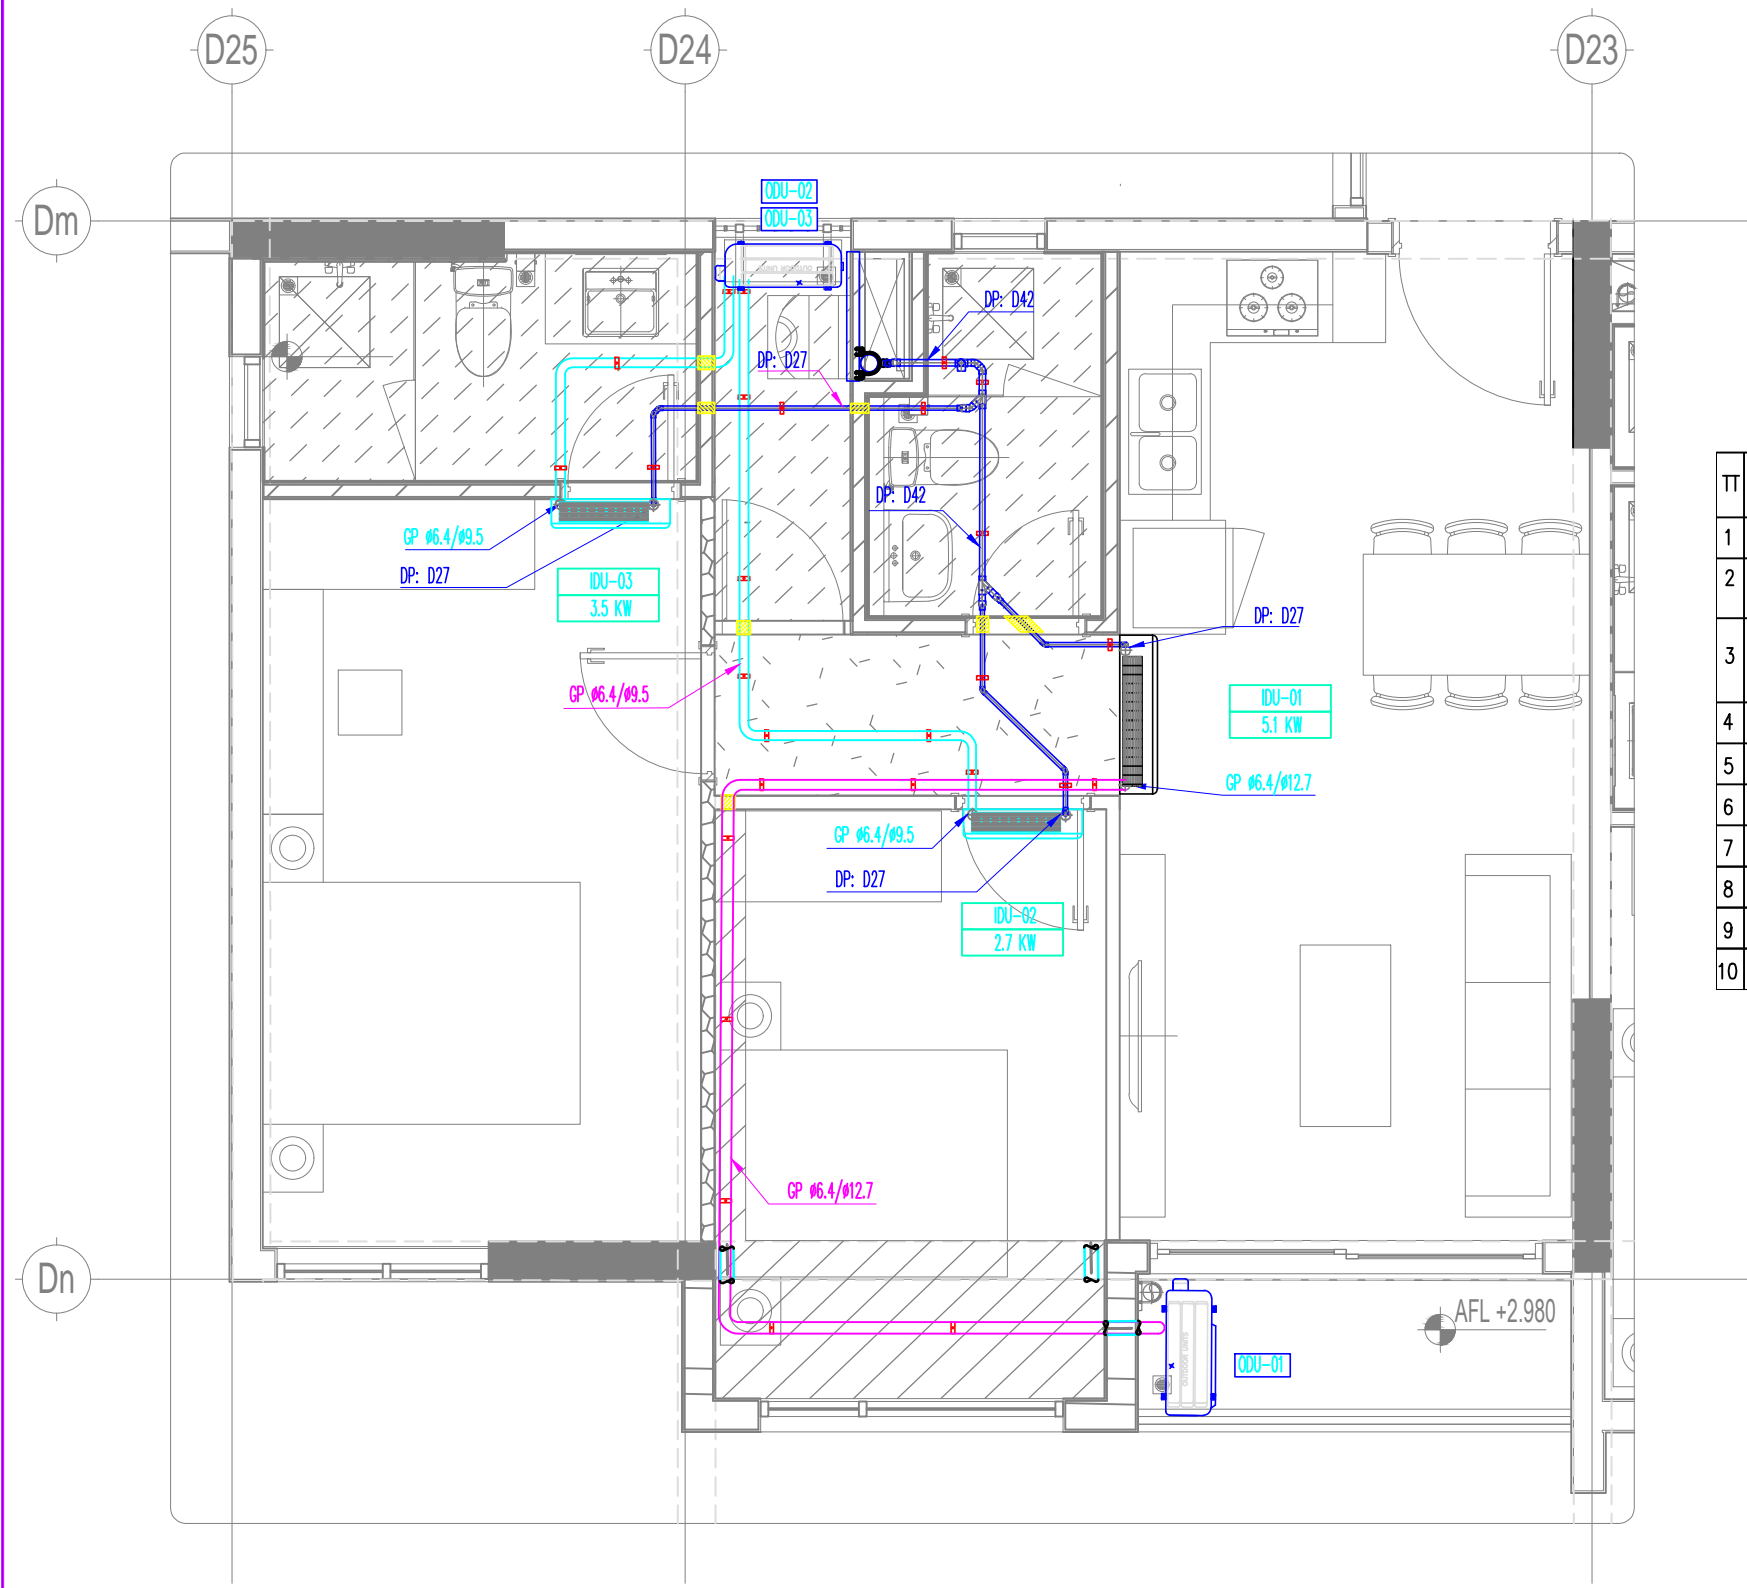 D25
D24
D23
Dm
ODU-02
ODU-03
OUTDOOR UNITS
DP: D42
DP: D27
DP: D42
TT
1
2
3
4
5
6
7
8
9
10
GP ø6.4/ø9.5
DP: D27
IDU-03
3.5 KW
DP: D27
GP ø6.4/ø9.5
IDU-01
5.1 KW
GP ø6.4/ø12.7
GP ø6.4/ø9.5
DP: D27
IDU-02
2.7 KW
GP ø6.4/ø12.7
Dn
AFL +2.980
OUTDOOR UNITS
ODU-01